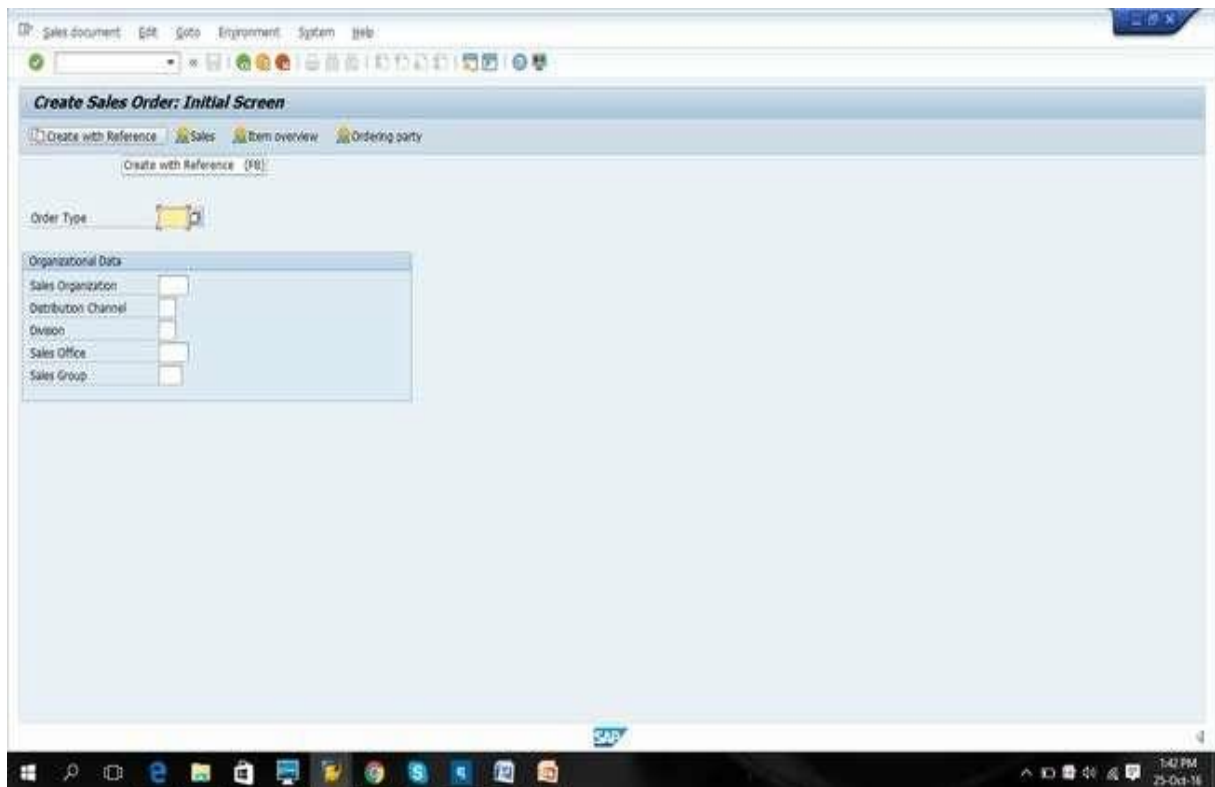 Sales document Edit Goto Environment System Help
Create Sales Order: Initial Screen
Create with Reference Sales Item overview Ordering party
Create with Reference (F8)
Order Type
Organizational Data
Sales Organization
Distribution Channel
Division
Sales Office
Sales Group
SAP
1:42 PM
25-Oct-16